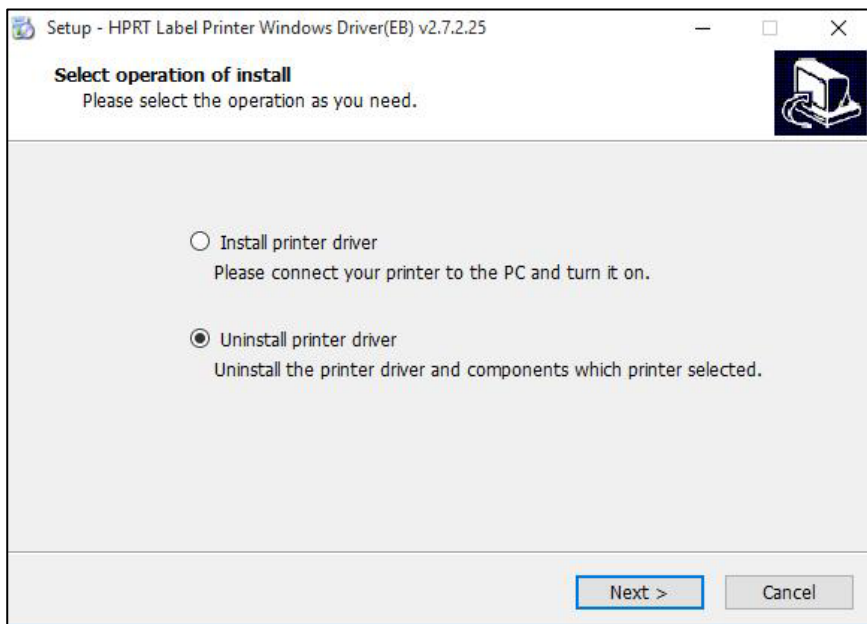 Setup - HPRT Label Printer Windows Driver(EB) v2.7.2.25
Select operation of install
Please select the operation as you need.
Install printer driver
Please connect your printer to the PC and turn it on.
Uninstall printer driver
Uninstall the printer driver and components which printer selected.
Next >
Cancel